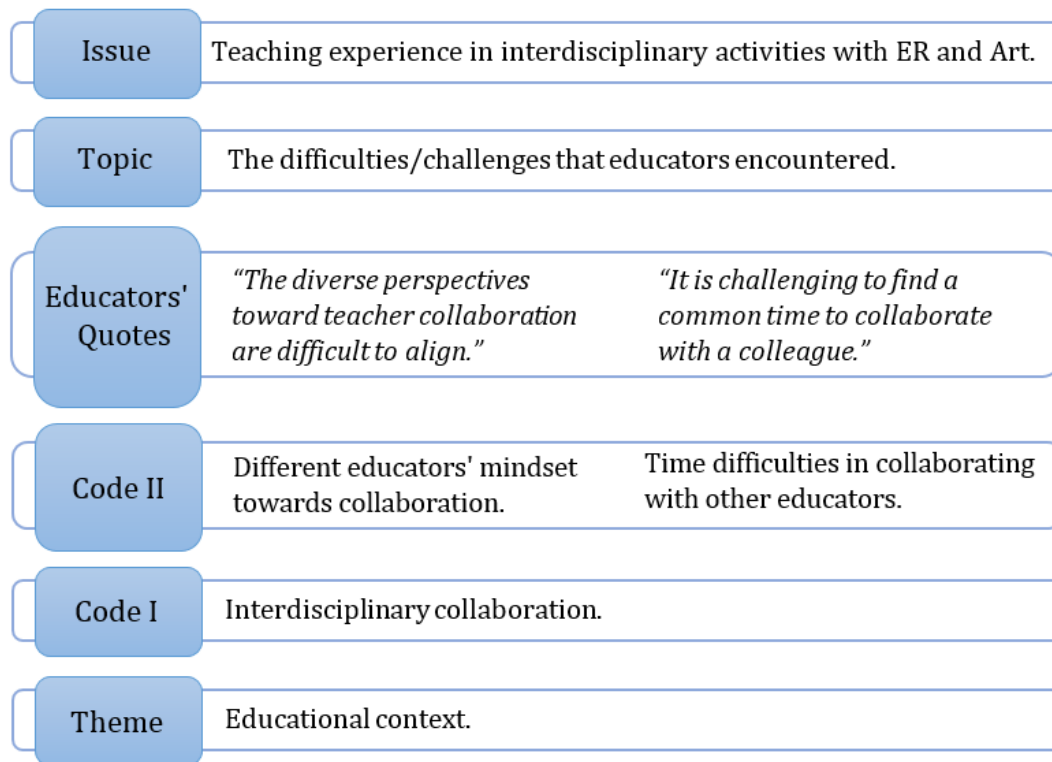 Issue
Teaching experience in interdisciplinary activities with ER and Art.
Topic
The difficulties/challenges that educators encountered.
Educators'
Quotes
“The diverse perspectives
toward teacher collaboration
are difficult to align.”
“It is challenging to find a
common time to collaborate
with a colleague.”
Code II
Different educators' mindset
towards collaboration.
Time difficulties in collaborating
with other educators.
Code I
Interdisciplinary collaboration.
Theme
Educational context.